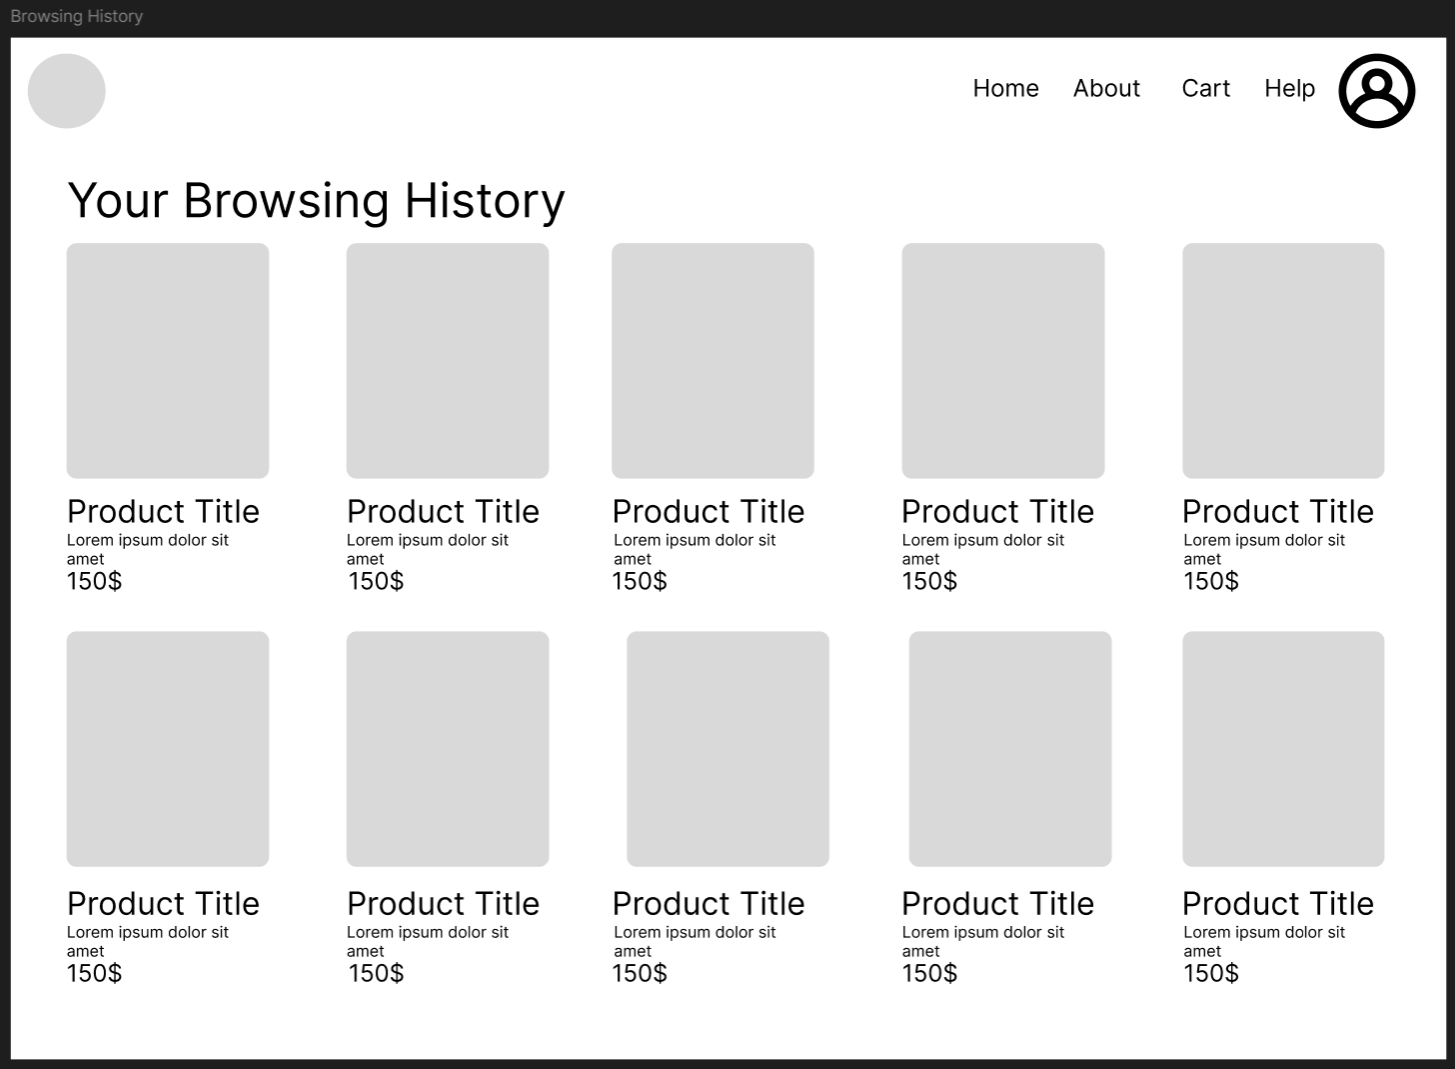 Browsing History
Home About Cart Help
Your Browsing History
Product Title Product Title Product Title Product Title Product Title
Lorem ipsum dolor sit Lorem ipsum dolor sit Lorem ipsum dolor sit Lorem ipsum dolor sit Lorem ipsum dolor sit
amet amet amet amet amet
150$ 150$ 150$ 150$ 150$
Product Title Product Title Product Title Product Title Product Title
Lorem ipsum dolor sit Lorem ipsum dolor sit Lorem ipsum dolor sit Lorem ipsum dolor sit Lorem ipsum dolor sit
amet amet amet amet amet
150$ 150$ 150$ 150$ 150$